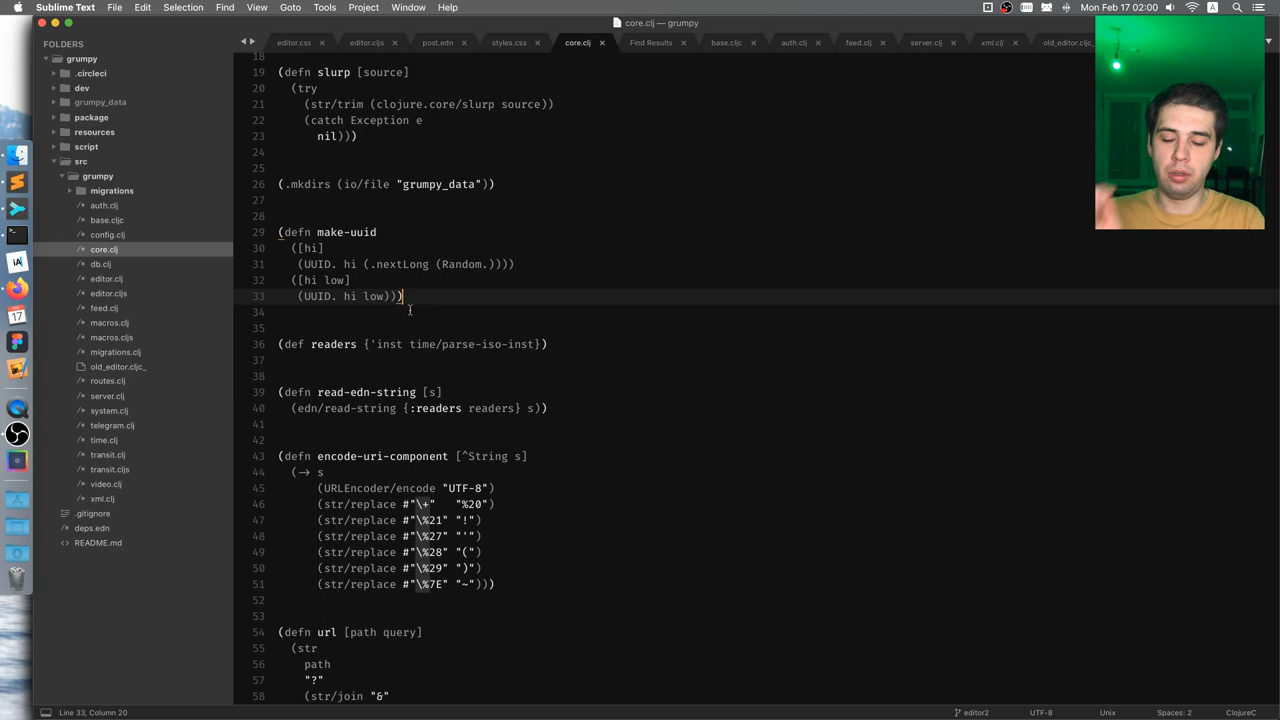 Sublime Text File Edit Selection Find View Goto Tools Project Window Help
A Mon Feb 17 02:00
core.clj — grumpy
FOLDERS
grumpy
.circleci
dev
grumpy_data
package
resources
script
src
grumpy
migrations
/* auth.clj
/* base.cljc
/* config.clj
/* core.clj
/* db.clj
/* editor.clj
/* editor.cljs
/* feed.clj
/* macros.clj
/* macros.cljs
/* migrations.clj
old_editor.cljc_
/* routes.clj
/* server.clj
/* system.clj
/* telegram.clj
/* time.clj
/* transit.clj
/* transit.cljs
/* video.clj
/* xml.clj
.gitignore
/* deps.edn
<> README.md
editor.css × editor.cljs × post.edn × styles.css × core.clj × Find Results × base.cljc × auth.clj × feed.clj × server.clj × xml.clj × old_editor.cljc_
18
19 (defn slurp [source]
20 (try
21 (str/trim (clojure.core/slurp source))
22 (catch Exception e
23 nil)))
24
25
26 (.mkdirs (io/file "grumpy_data"))
27
28
29 (defn make-uuid
30 ([hi]
31 (UUID. hi (.nextLong (Random.))))
32 ([hi low]
33 (UUID. hi low)))
34
35
36 (def readers {'inst time/parse-iso-inst})
37
38
39 (defn read-edn-string [s]
40 (edn/read-string {:readers readers} s))
41
42
43 (defn encode-uri-component [^String s]
44 (-> s
45 (URLEncoder/encode "UTF-8")
46 (str/replace #"\+" "%20")
47 (str/replace #"\%21" "!")
48 (str/replace #"\%27" "'")
49 (str/replace #"\%28" "(")
50 (str/replace #"\%29" ")")
51 (str/replace #"\%7E" "~")))
52
53
54 (defn url [path query]
55 (str
56 path
57 "?"
58 (str/join "&"
Line 33, Column 20
editor2 UTF-8 Unix Spaces: 2 ClojureC
iA
17